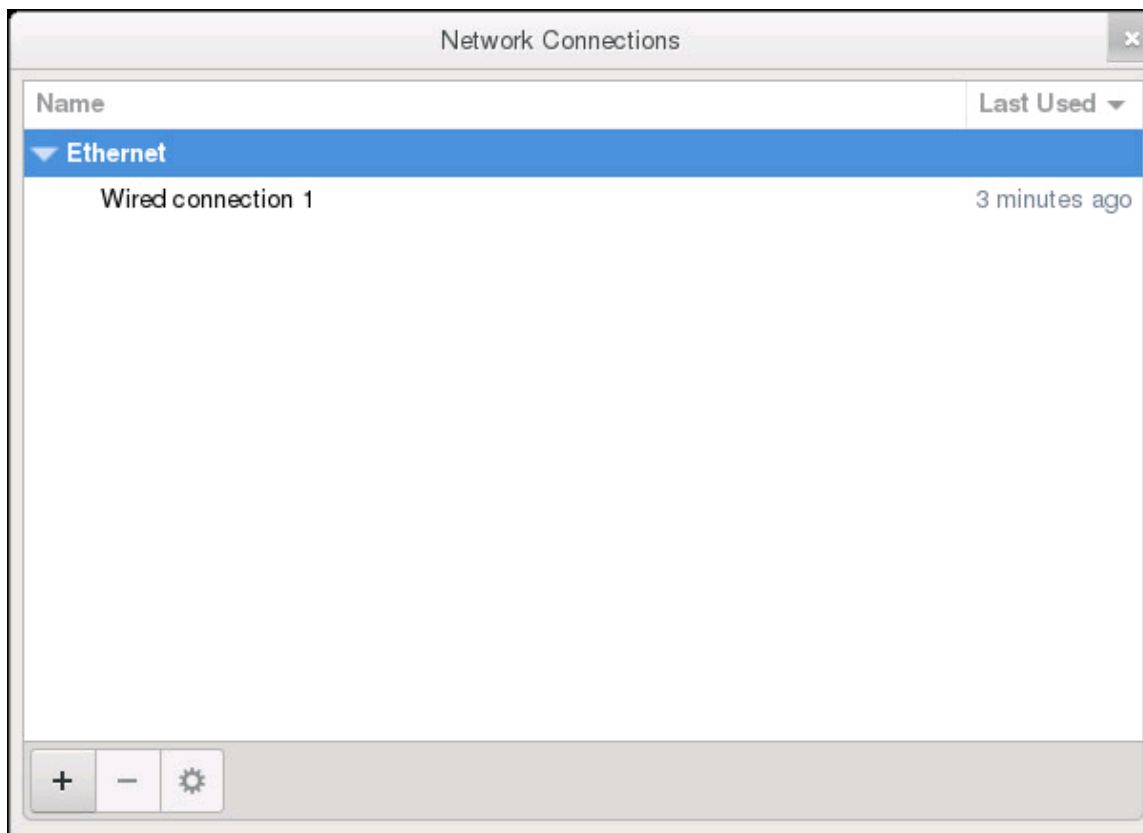 Network Connections
Name Last Used
Ethernet
Wired connection 1 3 minutes ago